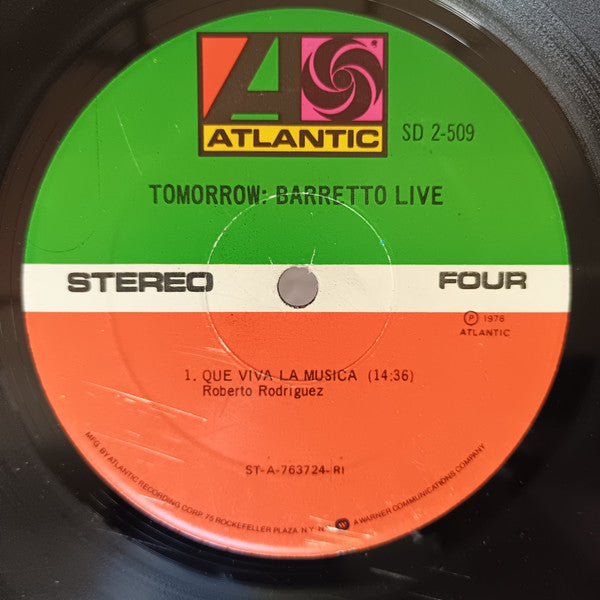 ATLANTIC
SD 2-509
TOMORROW: BARRETTO LIVE
STEREO
FOUR
Ⓟ 1976
ATLANTIC
1. QUE VIVA LA MUSICA (14:36)
Roberto Rodriguez
ST-A-763724-RI
MFG. BY ATLANTIC RECORDING CORP. 75 ROCKEFELLER PLAZA. N.Y. N.Y. A WARNER COMMUNICATIONS COMPANY